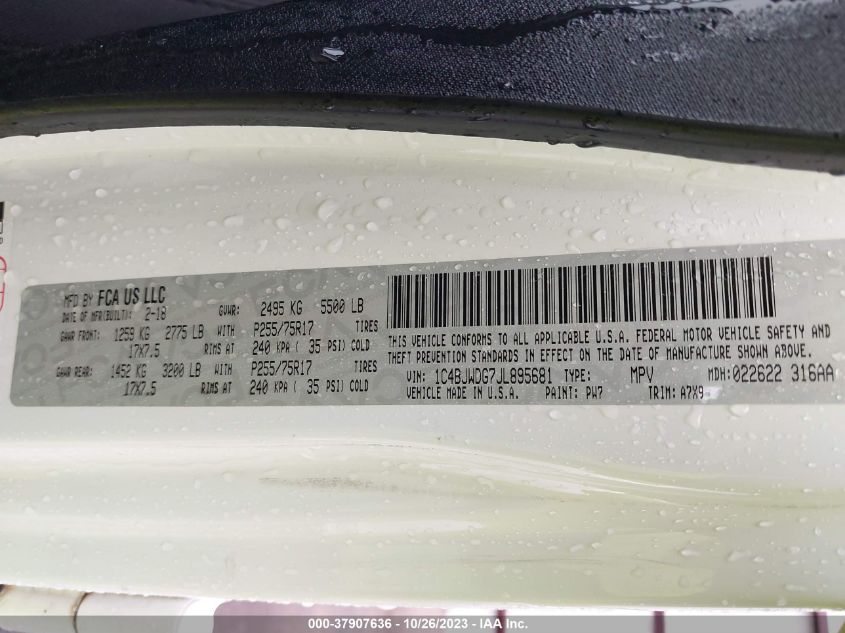 MFD BY FCA US LLC
DATE OF MFR(BUILT): 2-18 GVWR: 2495 KG 5500 LB
GAWR FRONT: 1259 KG 2775 LB WITH P255/75R17 TIRES
17X7.5 RIMS AT 240 KPA ( 35 PSI) COLD
GAWR REAR: 1452 KG 3200 LB WITH P255/75R17 TIRES
17X7.5 RIMS AT 240 KPA ( 35 PSI) COLD
THIS VEHICLE CONFORMS TO ALL APPLICABLE U.S.A. FEDERAL MOTOR VEHICLE SAFETY AND
THEFT PREVENTION STANDARDS IN EFFECT ON THE DATE OF MANUFACTURE SHOWN ABOVE.
VIN: 1C4BJWDG7JL895681 TYPE: MPV MDH: 022622 316AA
VEHICLE MADE IN U.S.A. PAINT: PW7 TRIM: A7X9
000-37907636 - 10/26/2023 - IAA Inc.